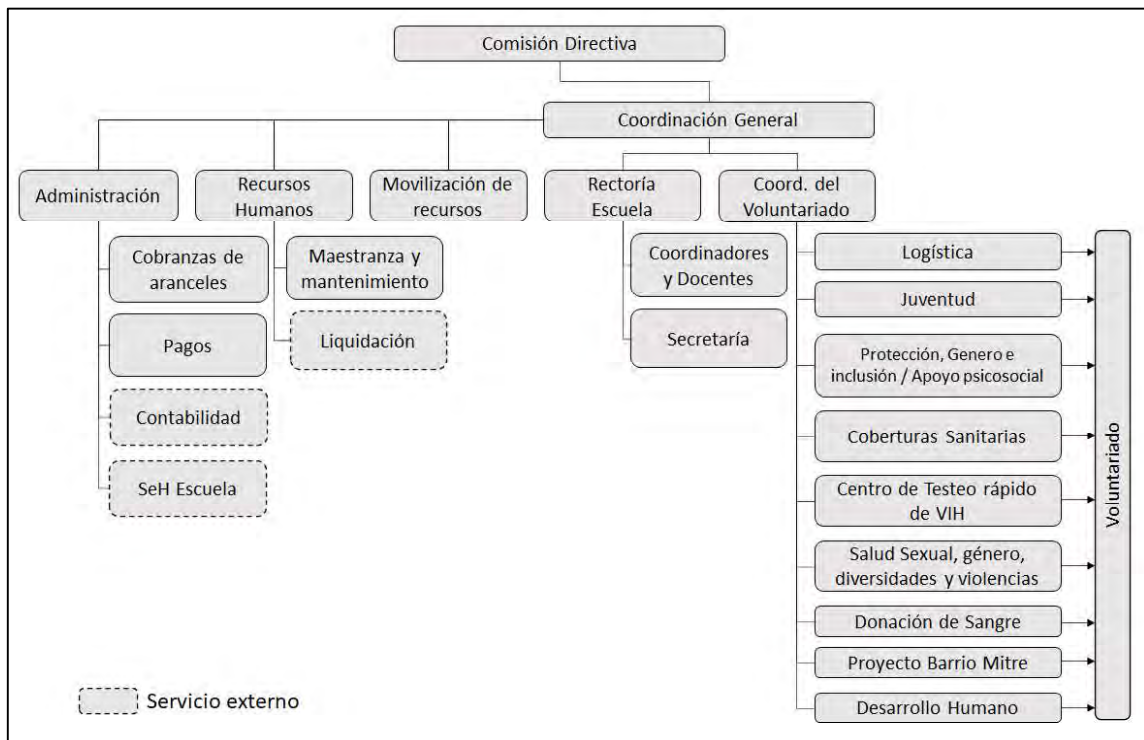 Comisión Directiva
Coordinación General
Administración
Recursos
Humanos
Movilización de
recursos
Rectoría
Escuela
Coord. del
Voluntariado
Cobranzas de
aranceles
Pagos
Contabilidad
SeH Escuela
Maestranza y
mantenimiento
Liquidación
Coordinadores
y Docentes
Secretaría
Logística
Juventud
Protección, Genero e
inclusión / Apoyo psicosocial
Coberturas Sanitarias
Centro de Testeo rápido
de VIH
Salud Sexual, género,
diversidades y violencias
Donación de Sangre
Proyecto Barrio Mitre
Desarrollo Humano
Voluntariado
Servicio externo